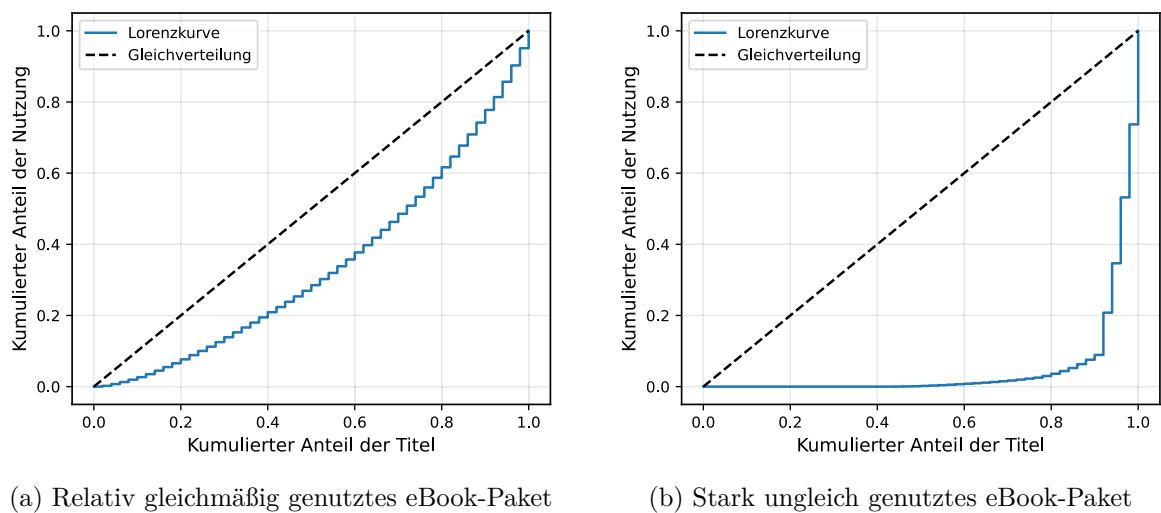 Lorenzkurve
Gleichverteilung
Kumulierter Anteil der Nutzung
1.0
0.8
0.6
0.4
0.2
0.0
0.0 0.2 0.4 0.6 0.8 1.0
Kumulierter Anteil der Titel
(a) Relativ gleichmäßig genutztes eBook-Paket
Lorenzkurve
Gleichverteilung
Kumulierter Anteil der Nutzung
1.0
0.8
0.6
0.4
0.2
0.0
0.0 0.2 0.4 0.6 0.8 1.0
Kumulierter Anteil der Titel
(b) Stark ungleich genutztes eBook-Paket